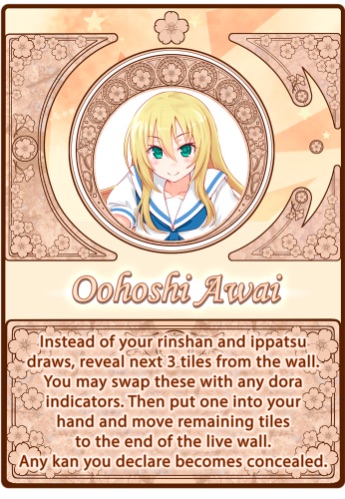 Oohoshi Awai
Instead of your rinshan and ippatsu
draws, reveal next 3 tiles from the wall.
You may swap these with any dora
indicators. Then put one into your
hand and move remaining tiles
to the end of the live wall.
Any kan you declare becomes concealed.